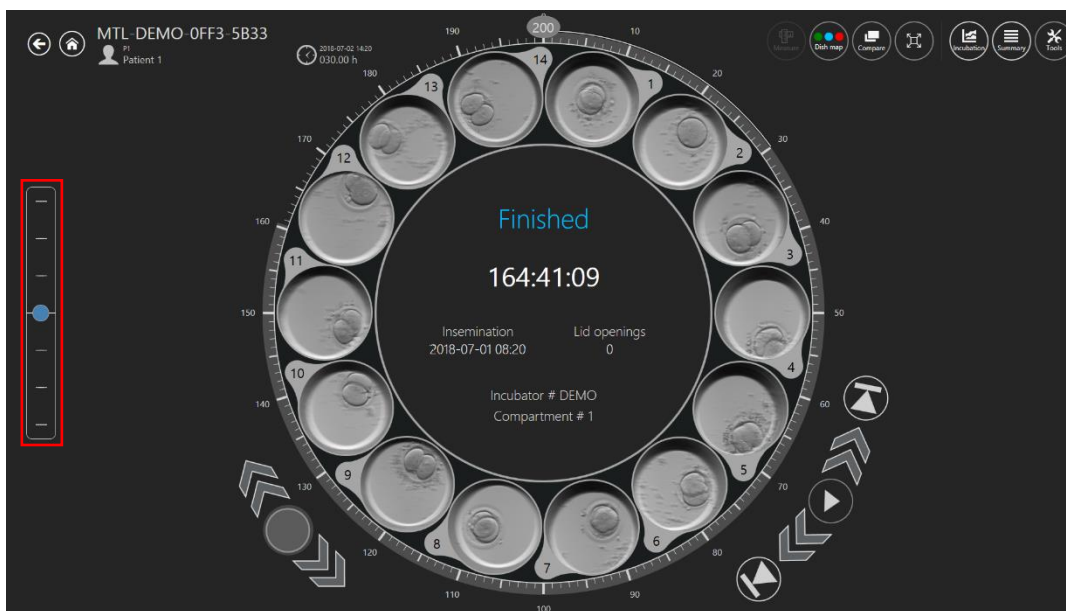 MTL-DEMO-0FF3-5B33
P1
Patient 1
2018-07-02 14:20
030.00 h
Measure
Dish map
Compare
Incubation
Summary
Tools
200
10
20
30
40
50
60
70
80
90
100
110
120
130
140
150
160
170
180
190
1
2
3
4
5
6
7
8
9
10
11
12
13
14
Finished
164:41:09
Insemination
2018-07-01 08:20
Lid openings
0
Incubator # DEMO
Compartment # 1